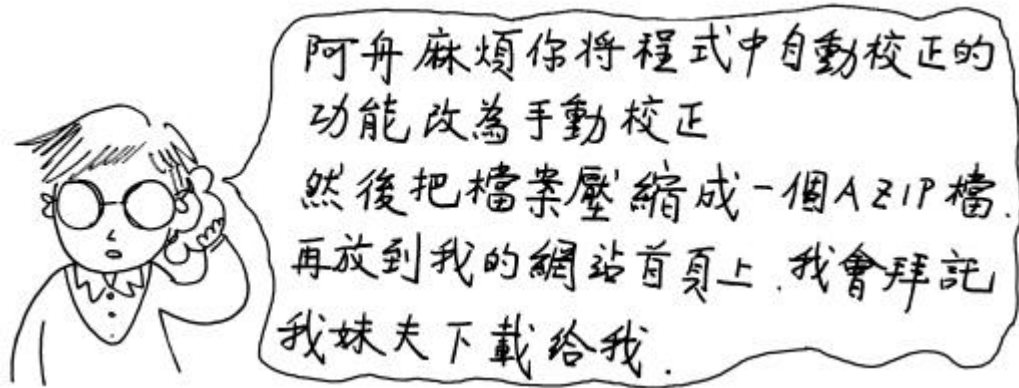 阿舟麻煩你将程式中自動校正的
功能改為手動校正
然後把檔案壓縮成一個AZIP檔.
再放到我的網站首頁上.我會拜託
我妹夫下載給我.